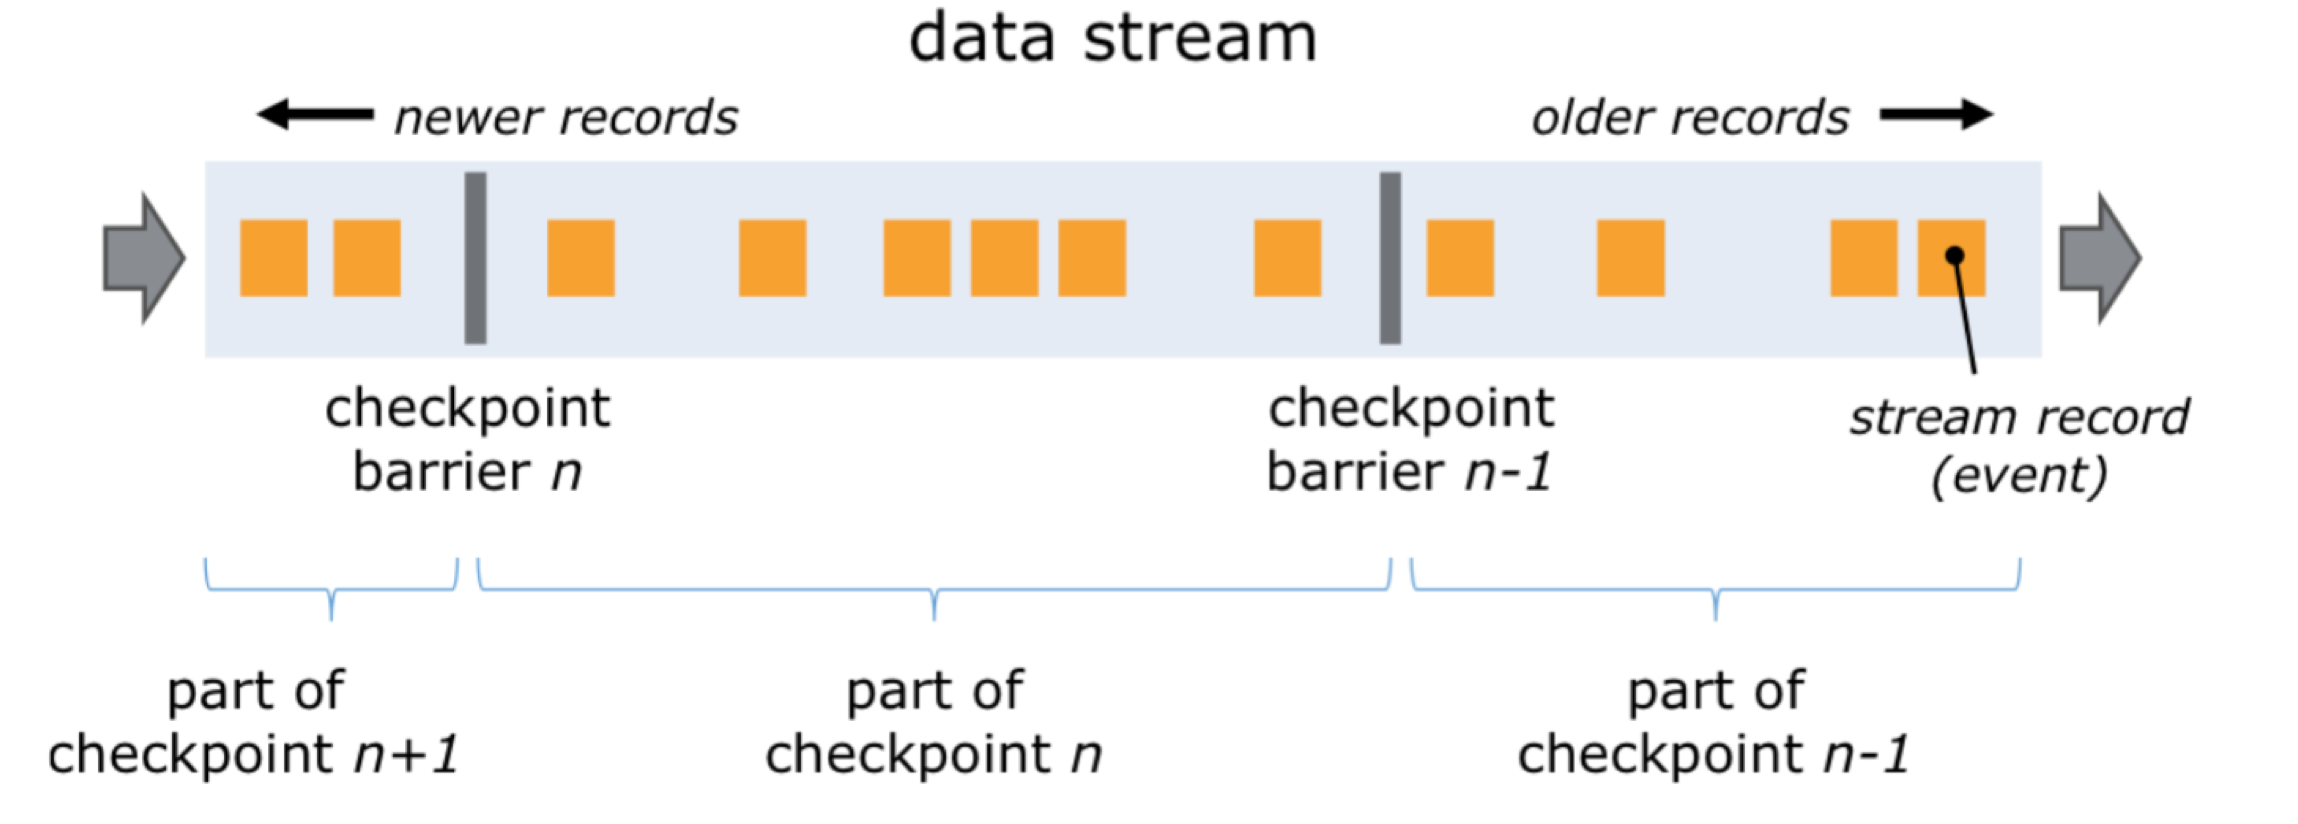 data stream
newer records
older records
checkpoint
barrier n
checkpoint
barrier n-1
stream record
(event)
part of
checkpoint n+1
part of
checkpoint n
part of
checkpoint n-1